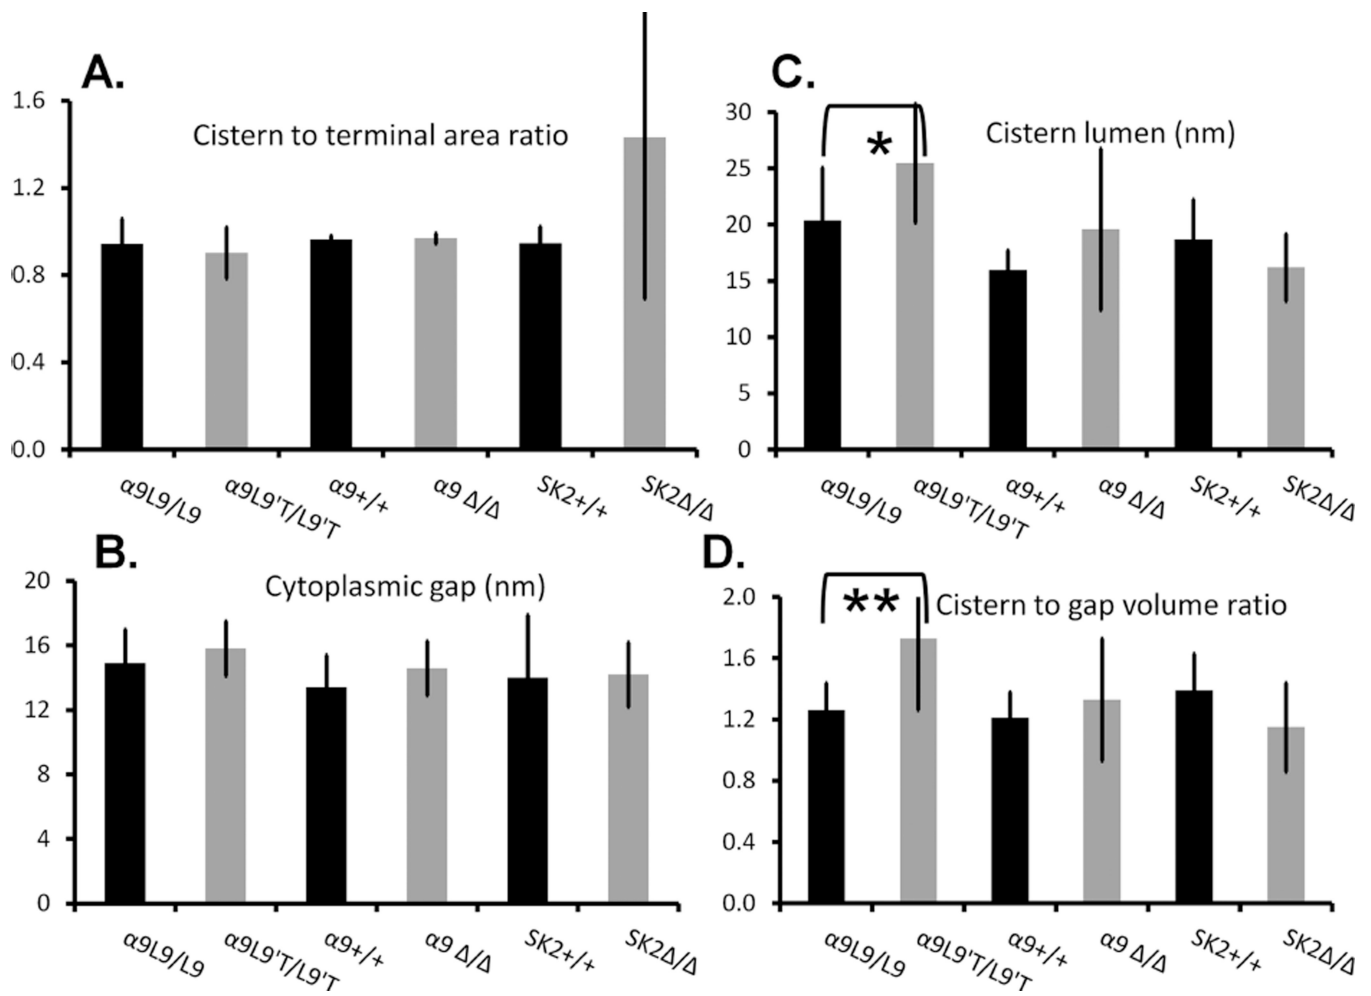 A.
Cistern to terminal area ratio
1.6
1.2
0.8
0.4
0.0
α9L9/L9
α9L9'T/L9'T
α9+/+
α9 Δ/Δ
SK2+/+
SK2Δ/Δ
B.
Cytoplasmic gap (nm)
20
16
12
8
4
0
α9L9/L9
α9L9'T/L9'T
α9+/+
α9 Δ/Δ
SK2+/+
SK2Δ/Δ
C.
Cistern lumen (nm)
*
30
25
20
15
10
5
0
α9L9/L9
α9L9'T/L9'T
α9+/+
α9 Δ/Δ
SK2+/+
SK2Δ/Δ
D.
** Cistern to gap volume ratio
2.0
1.6
1.2
0.8
0.4
0.0
α9L9/L9
α9L9'T/L9'T
α9+/+
α9 Δ/Δ
SK2+/+
SK2Δ/Δ